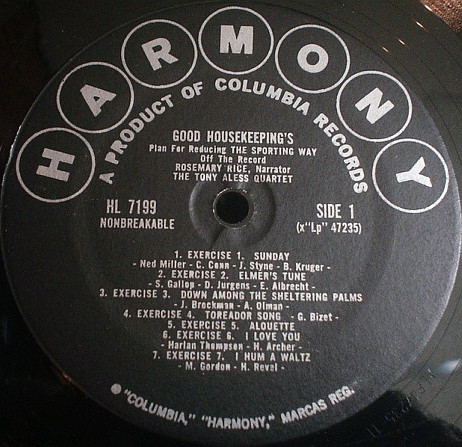 HARMONY
A PRODUCT OF COLUMBIA RECORDS
GOOD HOUSEKEEPING'S
Plan For Reducing THE SPORTING WAY
Off The Record
ROSEMARY RICE, Narrator
THE TONY ALESS QUARTET
HL 7199
NONBREAKABLE
SIDE 1
(x"Lp" 47235)
1. EXERCISE 1. SUNDAY
- Ned Miller - C. Conn - J. Styne - B. Kruger -
2. EXERCISE 2. ELMER'S TUNE
- S. Gallop - D. Jurgens - E. Albrecht -
3. EXERCISE 3. DOWN AMONG THE SHELTERING PALMS
- J. Brockman - A. Olman -
4. EXERCISE 4. TOREADOR SONG - G. Bizet -
5. EXERCISE 5. ALOUETTE
6. EXERCISE 6. I LOVE YOU
- Harlan Thompson - H. Archer -
7. EXERCISE 7. I HUM A WALTZ
- M. Gordon - H. Revel -
"COLUMBIA," "HARMONY," MARCAS REG.